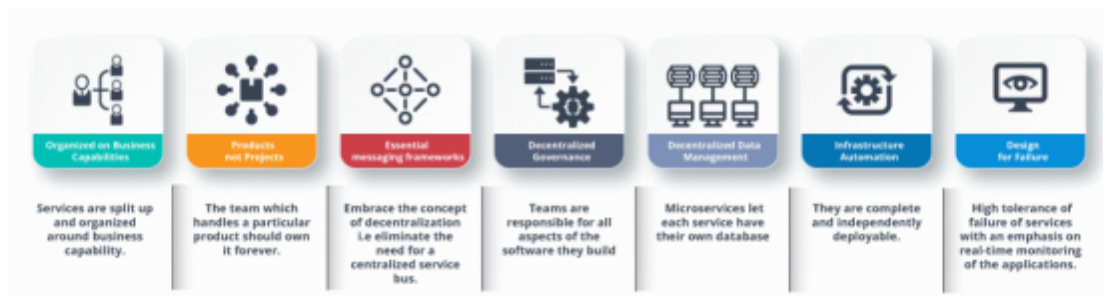 Organized on Business
Capabilities
Products
not Projects
Essential
messaging frameworks
Decentralized
Governance
Decentralized Data
Management
Infrastructure
Automation
Design
for Failure
Services are split up
and organized
around business
capability.
The team which
handles a particular
product should own
it forever.
Embrace the concept
of decentralization
i.e eliminate the
need for a
centralized service
bus.
Teams are
responsible for all
aspects of the
software they build
Microservices let
each service have
their own database
They are complete
and independently
deployable.
High tolerance of
failure of services
with an emphasis on
real-time monitoring
of the applications.